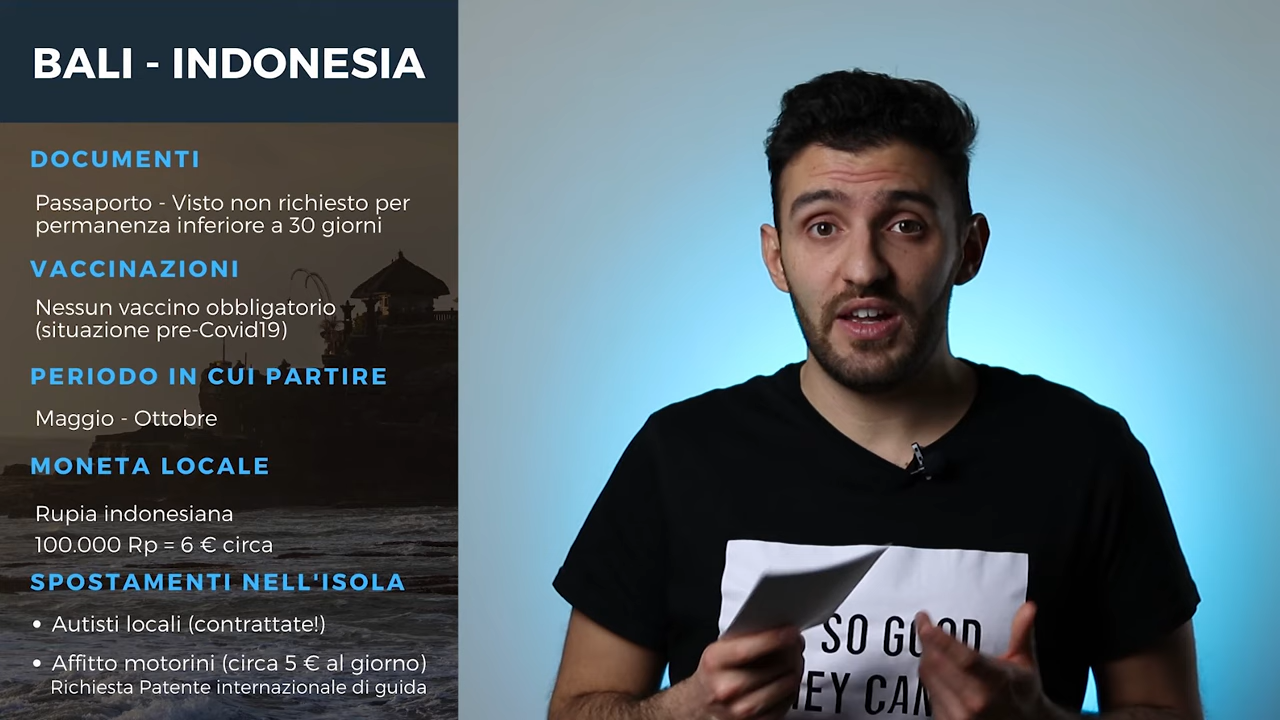 BALI - INDONESIA
DOCUMENTI
Passaporto - Visto non richiesto per
permanenza inferiore a 30 giorni
VACCINAZIONI
Nessun vaccino obbligatorio
(situazione pre-Covid19)
PERIODO IN CUI PARTIRE
Maggio - Ottobre
MONETA LOCALE
Rupia indonesiana
100.000 Rp = 6 € circa
SPOSTAMENTI NELL'ISOLA
• Autisti locali (contrattate!)
• Affitto motorini (circa 5 € al giorno)
Richiesta Patente internazionale di guida
SO GOOD